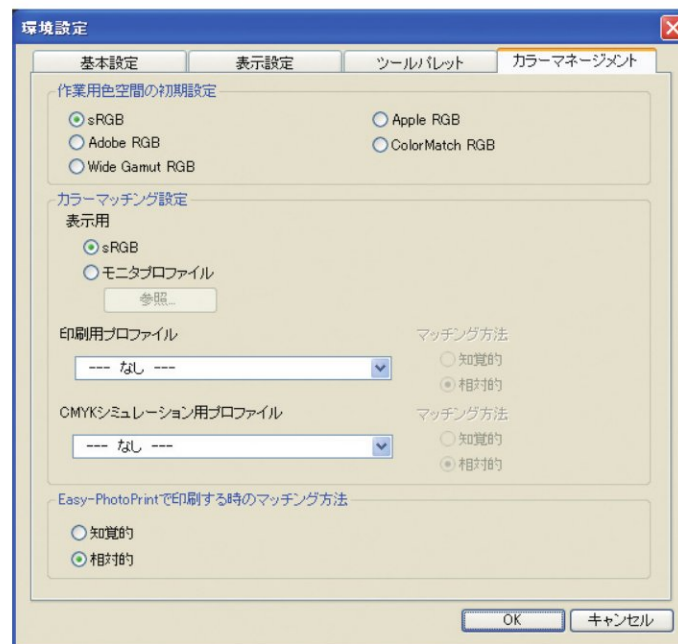 環境設定
基本設定 表示設定 ツールパレット カラーマネージメント
作業用色空間の初期設定
sRGB Apple RGB
Adobe RGB ColorMatch RGB
Wide Gamut RGB
カラーマッチング設定
表示用
sRGB
モニタプロファイル
参照...
印刷用プロファイル マッチング方法
--- なし --- 知覚的
相対的
CMYKシミュレーション用プロファイル マッチング方法
--- なし --- 知覚的
相対的
Easy-PhotoPrintで印刷する時のマッチング方法
知覚的
相対的
OK キャンセル